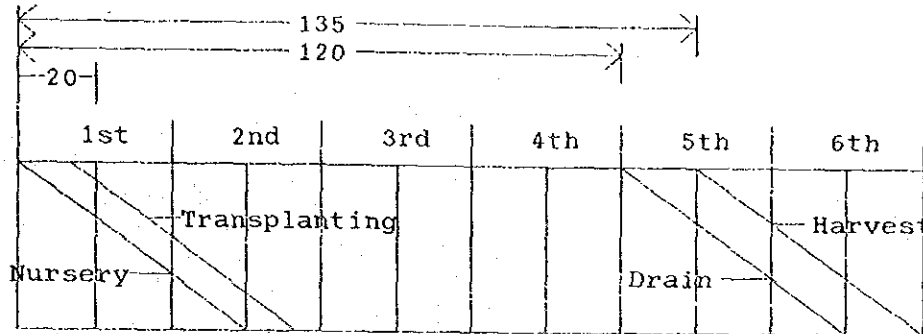 135
120
20
1st 2nd 3rd 4th 5th 6th
Transplanting
Harvest
Nursery
Drain